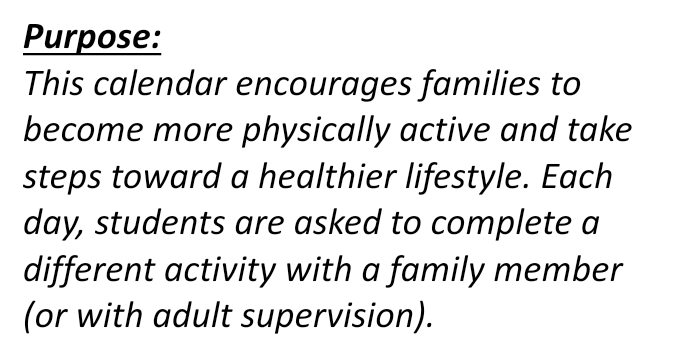 Purpose:
This calendar encourages families to
become more physically active and take
steps toward a healthier lifestyle. Each
day, students are asked to complete a
different activity with a family member
(or with adult supervision).